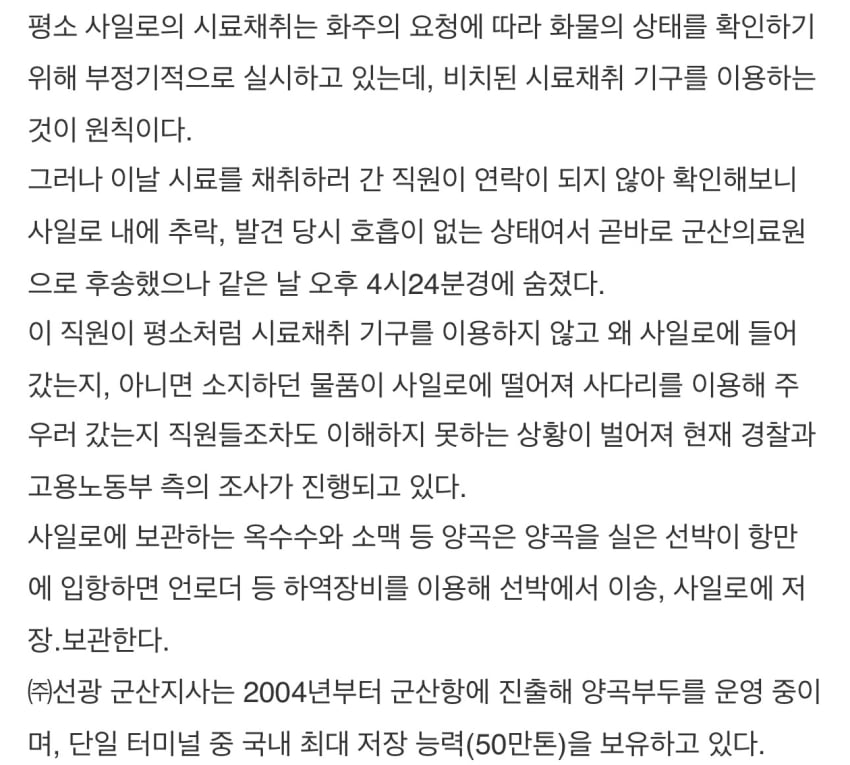 평소 사일로의 시료채취는 화주의 요청에 따라 화물의 상태를 확인하기
위해 부정기적으로 실시하고 있는데, 비치된 시료채취 기구를 이용하는
것이 원칙이다.
그러나 이날 시료를 채취하러 간 직원이 연락이 되지 않아 확인해보니
사일로 내에 추락, 발견 당시 호흡이 없는 상태여서 곧바로 군산의료원
으로 후송했으나 같은 날 오후 4시24분경에 숨졌다.
이 직원이 평소처럼 시료채취 기구를 이용하지 않고 왜 사일로에 들어
갔는지, 아니면 소지하던 물품이 사일로에 떨어져 사다리를 이용해 주
우러 갔는지 직원들조차도 이해하지 못하는 상황이 벌어져 현재 경찰과
고용노동부 측의 조사가 진행되고 있다.
사일로에 보관하는 옥수수와 소맥 등 양곡은 양곡을 실은 선박이 항만
에 입항하면 언로더 등 하역장비를 이용해 선박에서 이송, 사일로에 저
장.보관한다.
㈜선광 군산지사는 2004년부터 군산항에 진출해 양곡부두를 운영 중이
며, 단일 터미널 중 국내 최대 저장 능력(50만톤)을 보유하고 있다.